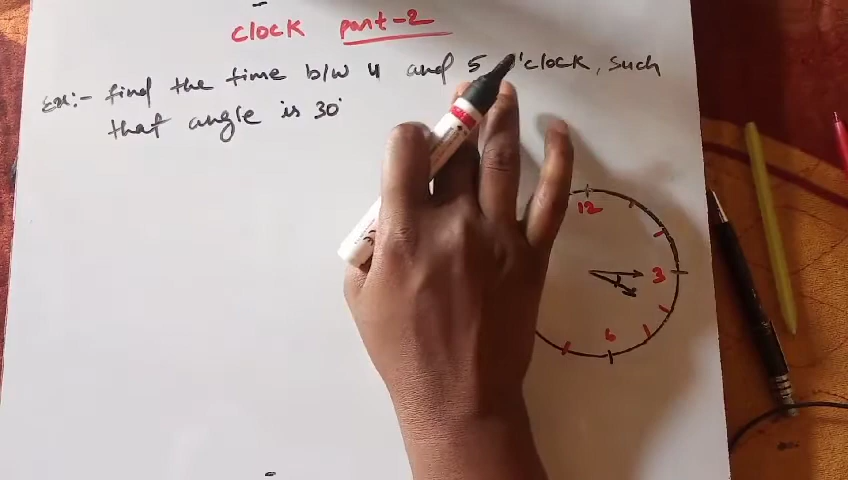 clock part-2
Ex:- find the time b/w 4 and 5 o'clock, such
that angle is 30°
12
3
6